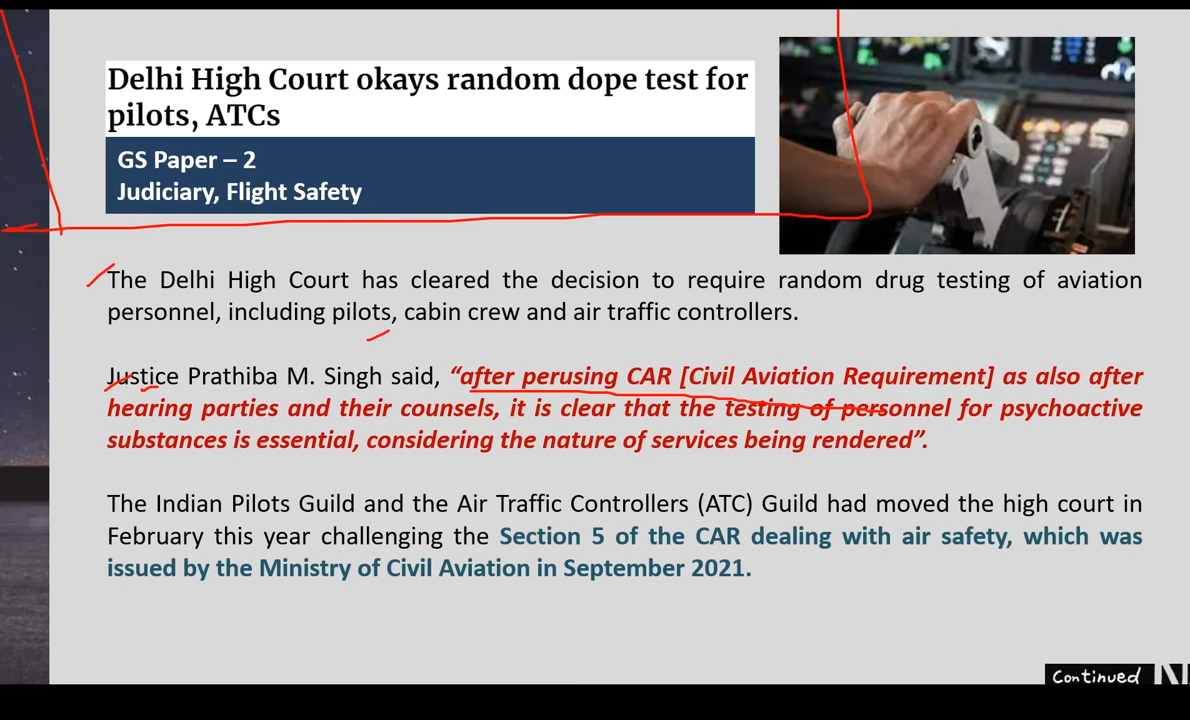 Delhi High Court okays random dope test for
pilots, ATCs
GS Paper – 2
Judiciary, Flight Safety
The Delhi High Court has cleared the decision to require random drug testing of aviation
personnel, including pilots, cabin crew and air traffic controllers.
Justice Prathiba M. Singh said, “after perusing CAR [Civil Aviation Requirement] as also after
hearing parties and their counsels, it is clear that the testing of personnel for psychoactive
substances is essential, considering the nature of services being rendered”.
The Indian Pilots Guild and the Air Traffic Controllers (ATC) Guild had moved the high court in
February this year challenging the Section 5 of the CAR dealing with air safety, which was
issued by the Ministry of Civil Aviation in September 2021.
Continued